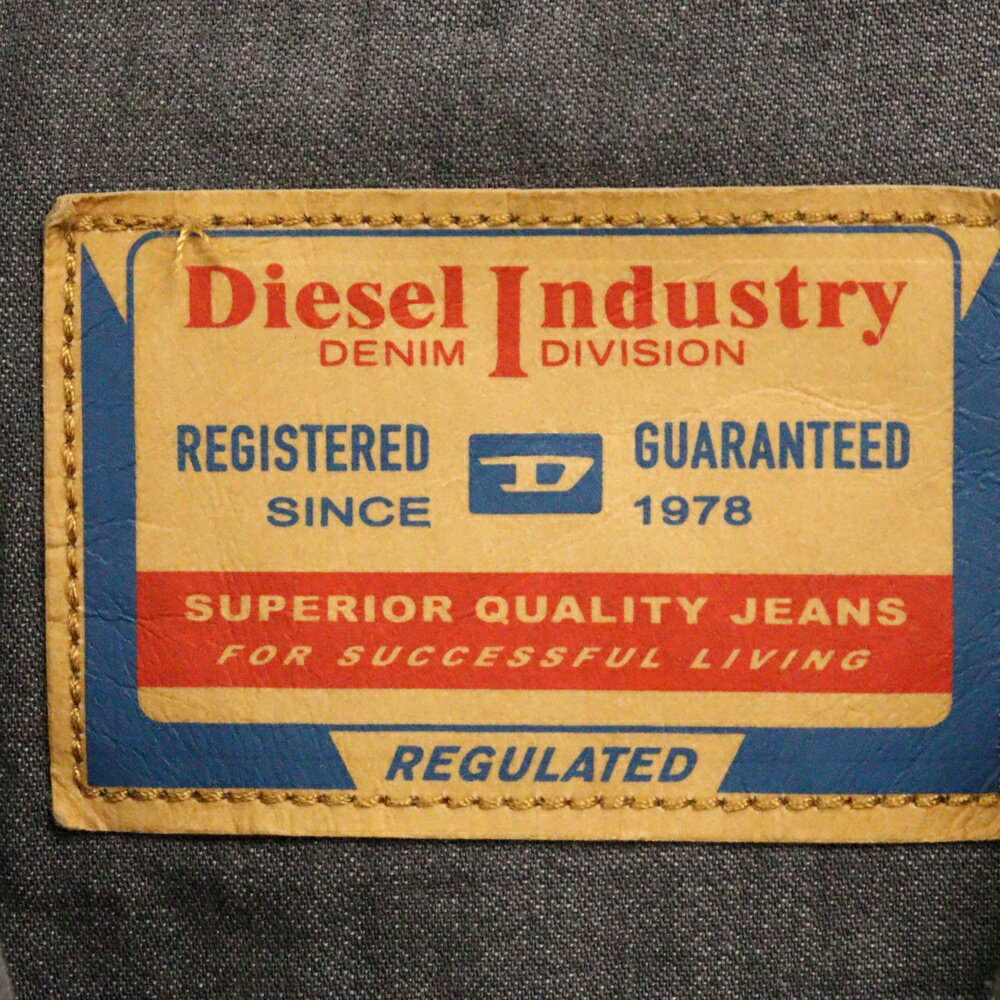 Diesel Industry
DENIM DIVISION
REGISTERED D GUARANTEED
SINCE 1978
SUPERIOR QUALITY JEANS
FOR SUCCESSFUL LIVING
REGULATED